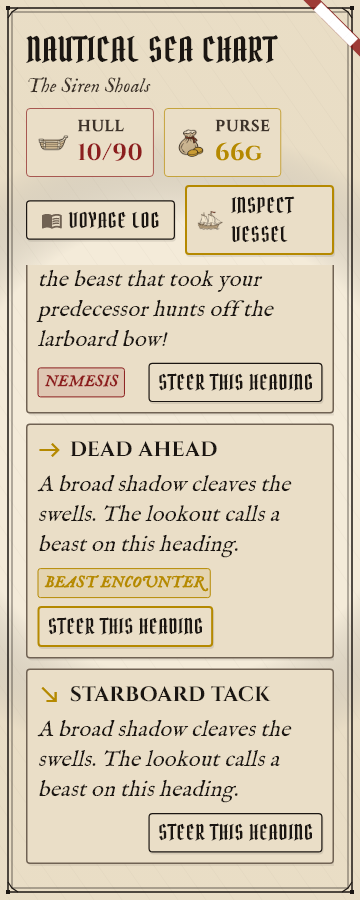 NAUTICAL SEA CHART
The Siren Shoals
HULL
10/90
PURSE
66G
VOYAGE LOG
INSPECT
VESSEL
the beast that took your
predecessor hunts off the
larboard bow!
NEMESIS
STEER THIS HEADING
→ DEAD AHEAD
A broad shadow cleaves the
swells. The lookout calls a
beast on this heading.
BEAST ENCOUNTER
STEER THIS HEADING
↘ STARBOARD TACK
A broad shadow cleaves the
swells. The lookout calls a
beast on this heading.
STEER THIS HEADING